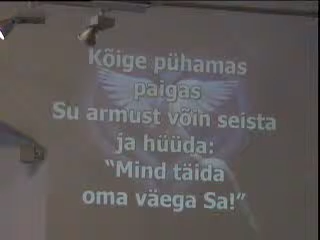 Kõige pühamas
paigas
Su armust võin seista
ja hüüda:
“Mind täida
oma väega Sa!”